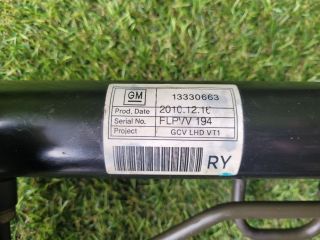 GM 13330663
Prod. Date 2010.12.16
Serial No. FLPVV 194
Project GCV LHD VT1
RY